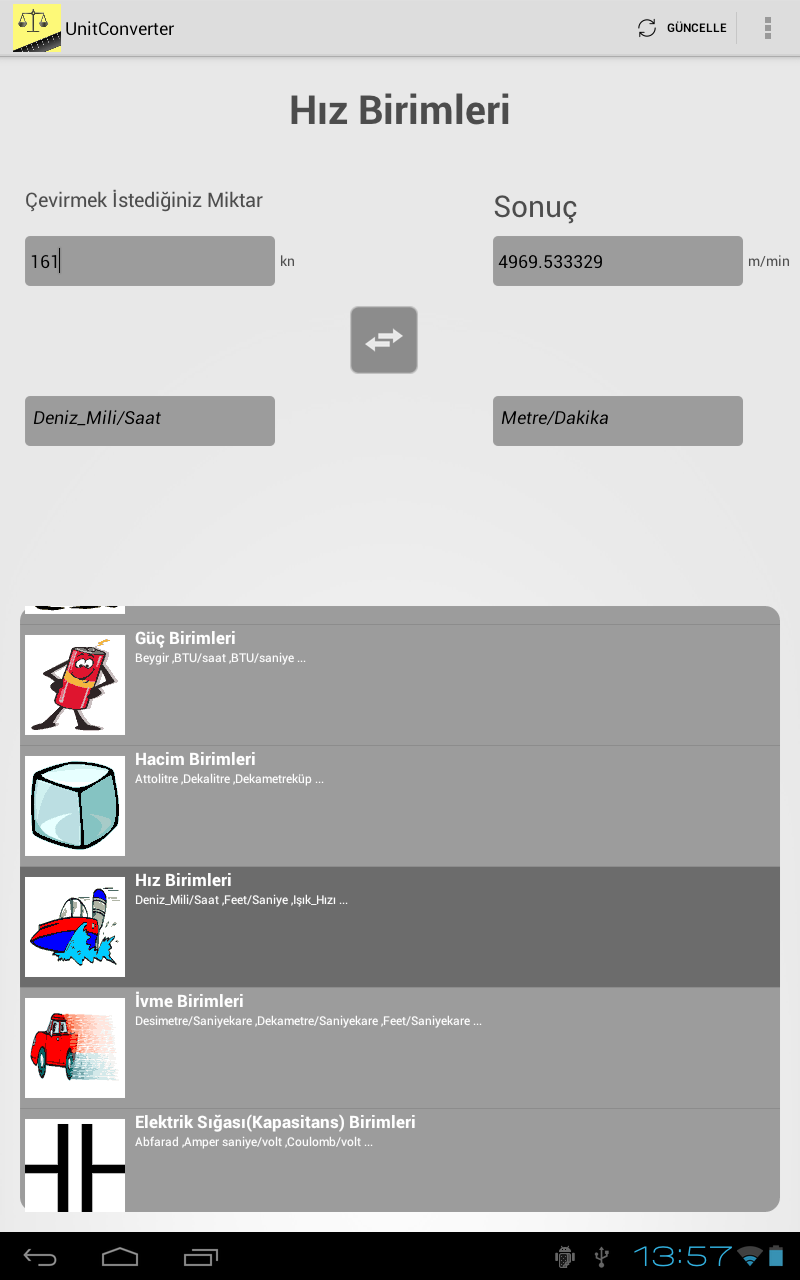 UnitConverter
GÜNCELLE
Hız Birimleri
Çevirmek İstediğiniz Miktar
Sonuç
161 kn
4969.533329 m/min
Deniz_Mili/Saat
Metre/Dakika
Güç Birimleri
Beygir ,BTU/saat ,BTU/saniye ...
Hacim Birimleri
Attolitre ,Dekalitre ,Dekametreküp ...
Hız Birimleri
Deniz_Mili/Saat ,Feet/Saniye ,Işık_Hızı ...
İvme Birimleri
Desimetre/Saniyekare ,Dekametre/Saniyekare ,Feet/Saniyekare ...
Elektrik Sığası(Kapasitans) Birimleri
Abfarad ,Amper saniye/volt ,Coulomb/volt ...
13:57